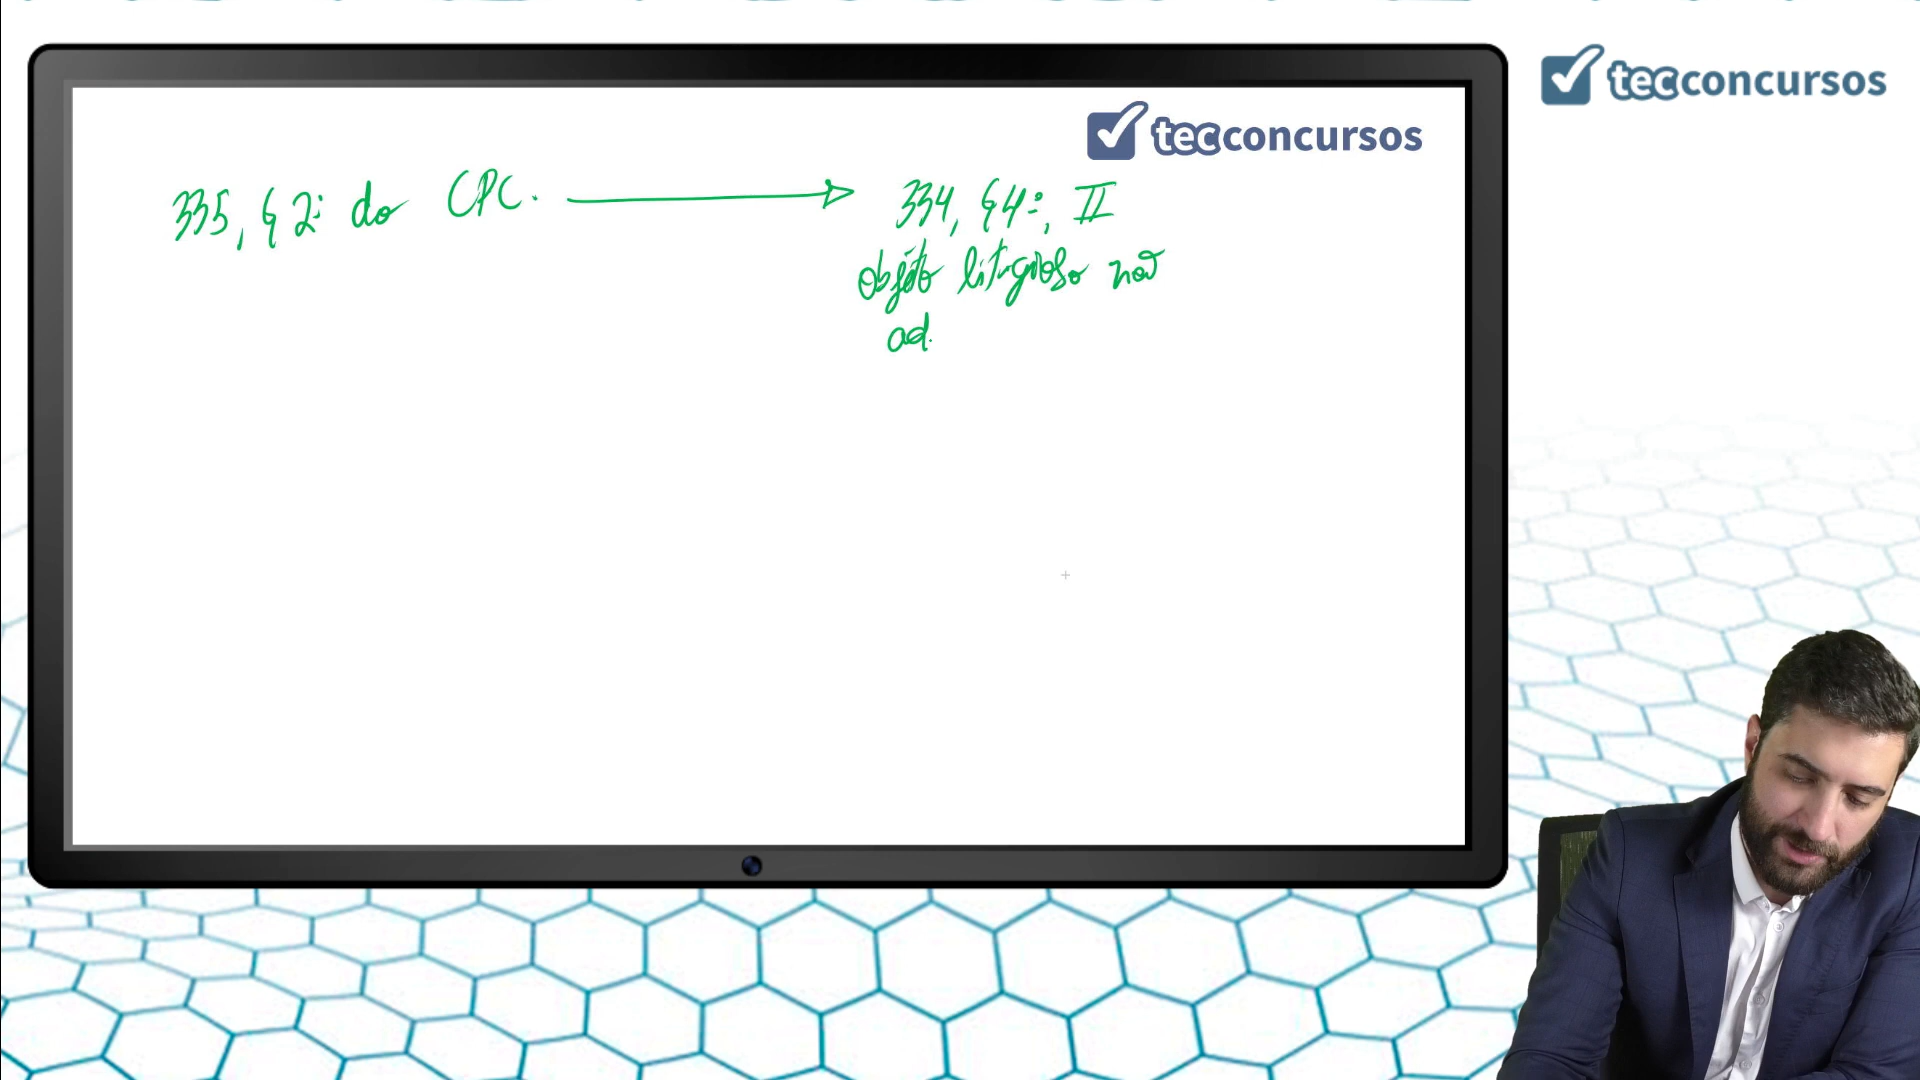 tecconcursos
tecconcursos
335, § 2º do CPC. 334, § 4º, II
objeto litigioso não
ad.